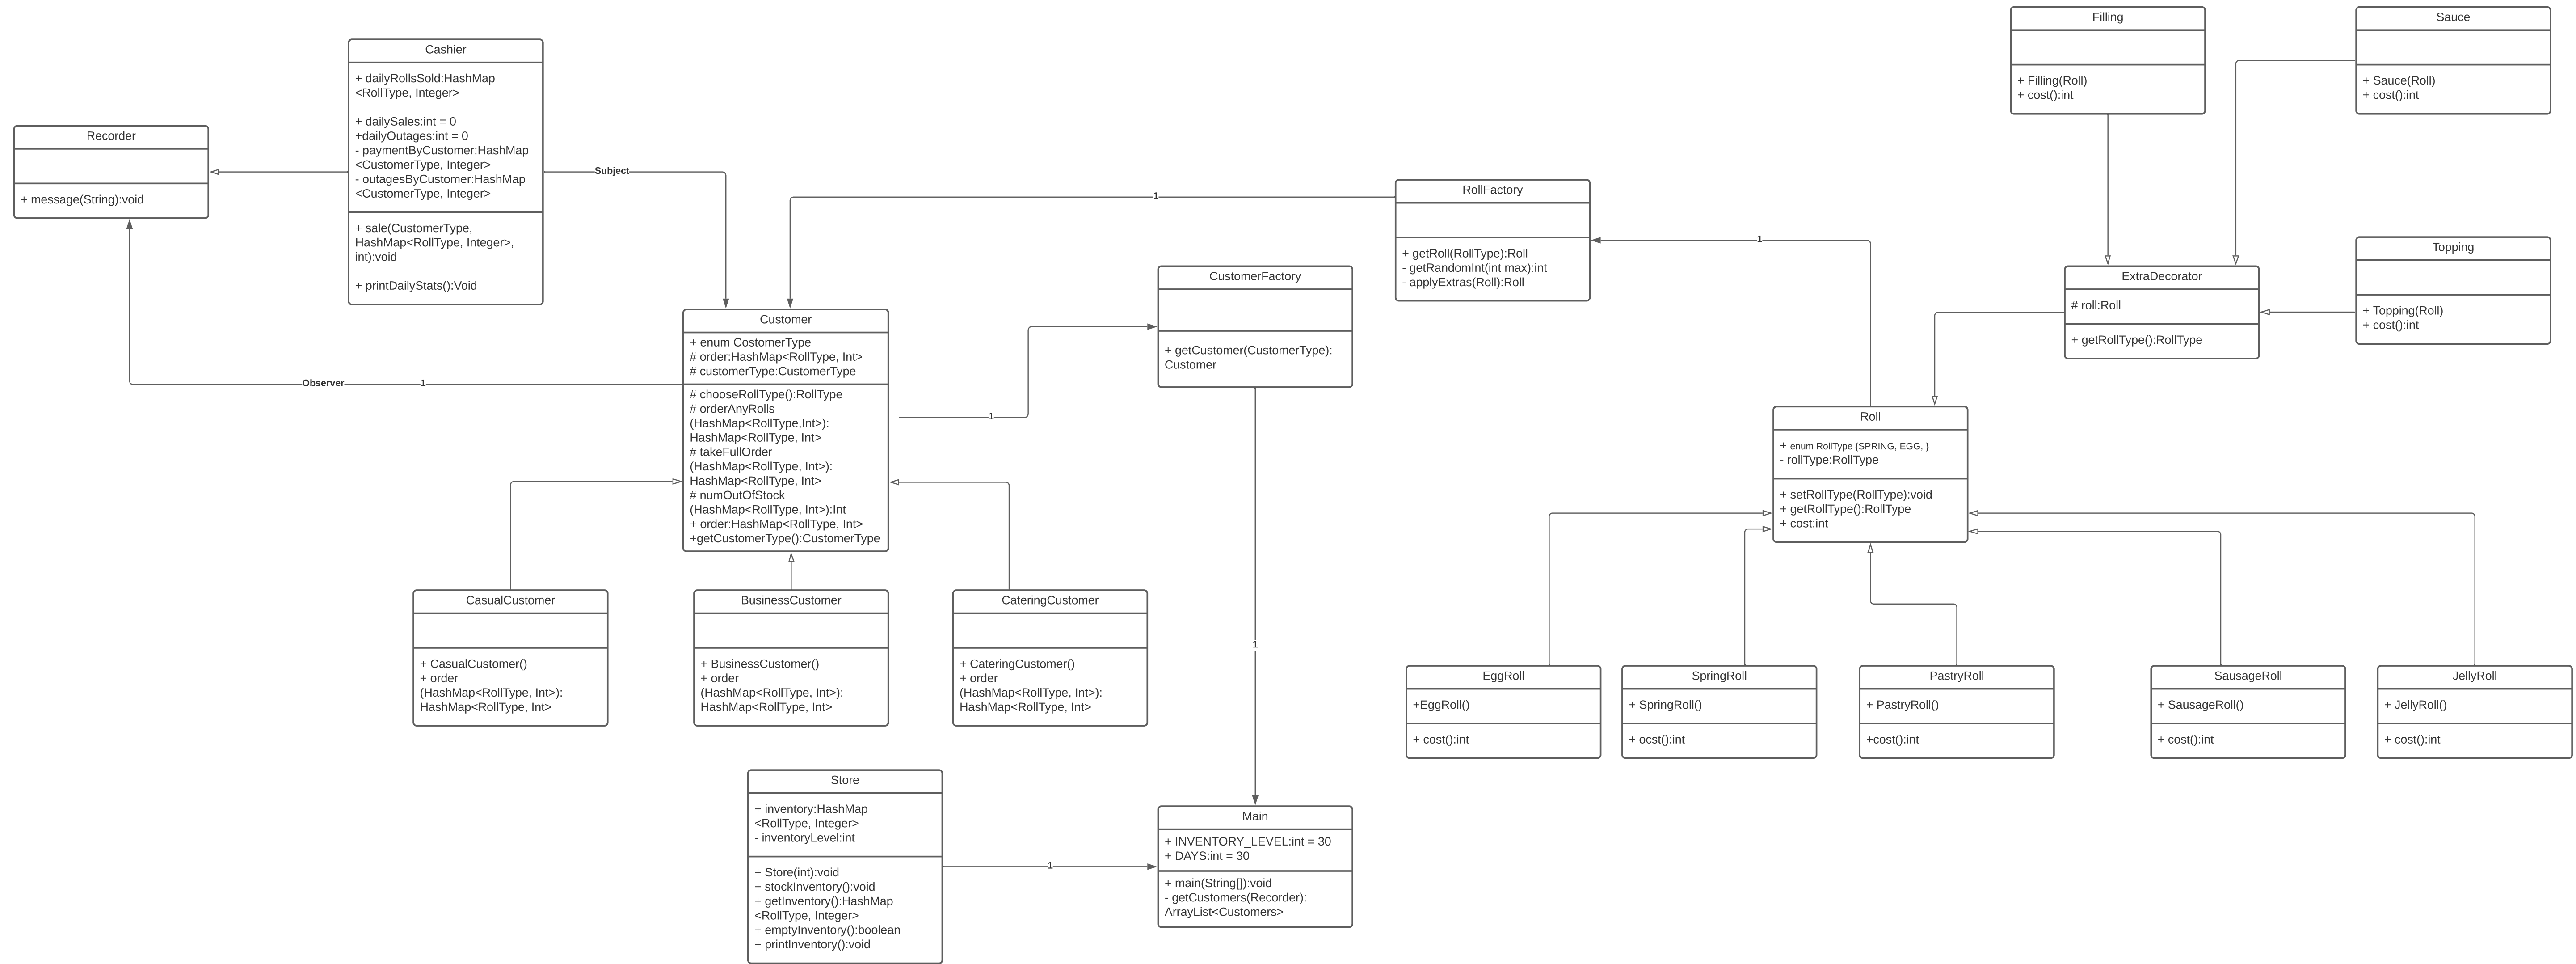 Filling
+ Filling(Roll)
+ cost():int
Sauce
+ Sauce(Roll)
+ cost():int
Cashier
+ dailyRollsSold:HashMap
<RollType, Integer>
+ dailySales:int = 0
+dailyOutages:int = 0
- paymentByCustomer:HashMap
<CustomerType, Integer>
- outagesByCustomer:HashMap
<CustomerType, Integer>
+ sale(CustomerType,
HashMap<RollType, Integer>,
int):void
+ printDailyStats():Void
Recorder
+ message(String):void
Subject
Observer
1
1
RollFactory
+ getRoll(RollType):Roll
- getRandomInt(int max):int
- applyExtras(Roll):Roll
1
CustomerFactory
+ getCustomer(CustomerType):
Customer
1
1
Topping
+ Topping(Roll)
+ cost():int
ExtraDecorator
# roll:Roll
+ getRollType():RollType
Customer
+ enum CostomerType
# order:HashMap<RollType, Int>
# customerType:CustomerType
# chooseRollType():RollType
# orderAnyRolls
(HashMap<RollType,Int>):
HashMap<RollType, Int>
# takeFullOrder
(HashMap<RollType, Int>):
HashMap<RollType, Int>
# numOutOfStock
(HashMap<RollType, Int>):Int
+ order:HashMap<RollType, Int>
+getCustomerType():CustomerType
Roll
+ enum RollType {SPRING, EGG, }
- rollType:RollType
+ setRollType(RollType):void
+ getRollType():RollType
+ cost:int
CasualCustomer
+ CasualCustomer()
+ order
(HashMap<RollType, Int>):
HashMap<RollType, Int>
BusinessCustomer
+ BusinessCustomer()
+ order
(HashMap<RollType, Int>):
HashMap<RollType, Int>
CateringCustomer
+ CateringCustomer()
+ order
(HashMap<RollType, Int>):
HashMap<RollType, Int>
EggRoll
+EggRoll()
+ cost():int
SpringRoll
+ SpringRoll()
+ ocst():int
PastryRoll
+ PastryRoll()
+cost():int
SausageRoll
+ SausageRoll()
+ cost():int
JellyRoll
+ JellyRoll()
+ cost():int
Store
+ inventory:HashMap
<RollType, Integer>
- inventoryLevel:int
+ Store(int):void
+ stockInventory():void
+ getInventory():HashMap
<RollType, Integer>
+ emptyInventory():boolean
+ printInventory():void
1
Main
+ INVENTORY_LEVEL:int = 30
+ DAYS:int = 30
+ main(String[]):void
- getCustomers(Recorder):
ArrayList<Customers>